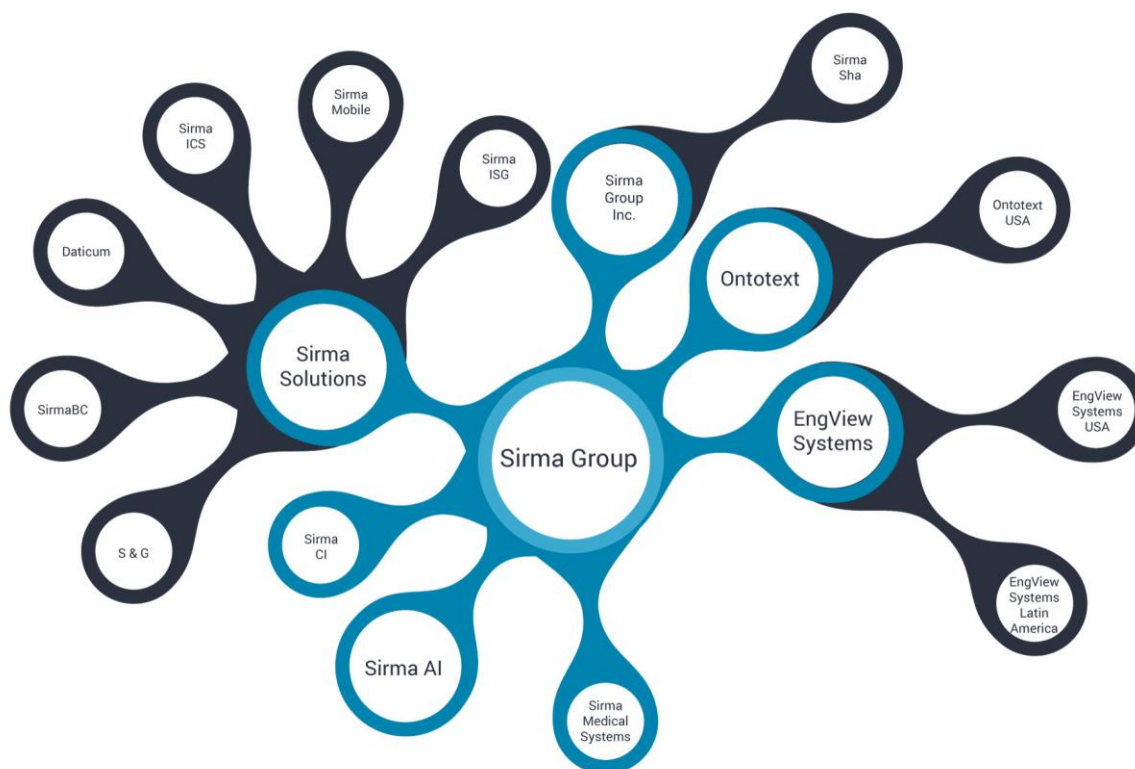 Sirma
Sha
Sirma
Mobile
Sirma
ICS
Sirma
ISG
Sirma
Group
Inc.
Ontotext
USA
Daticum
Ontotext
Sirma
Solutions
SirmaBC
EngView
Systems
EngView
Systems
USA
Sirma Group
Sirma
CI
S & G
EngView
Systems
Latin
America
Sirma AI
Sirma
Medical
Systems